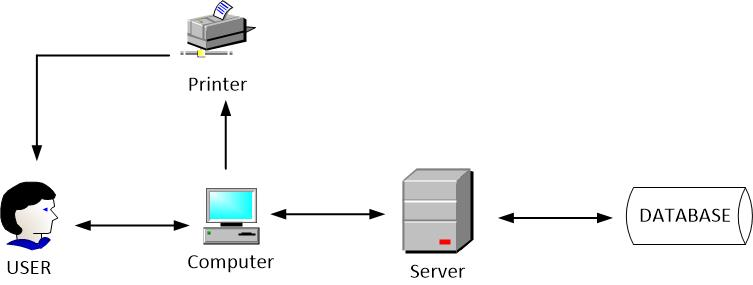 Printer
USER
Computer
Server
DATABASE